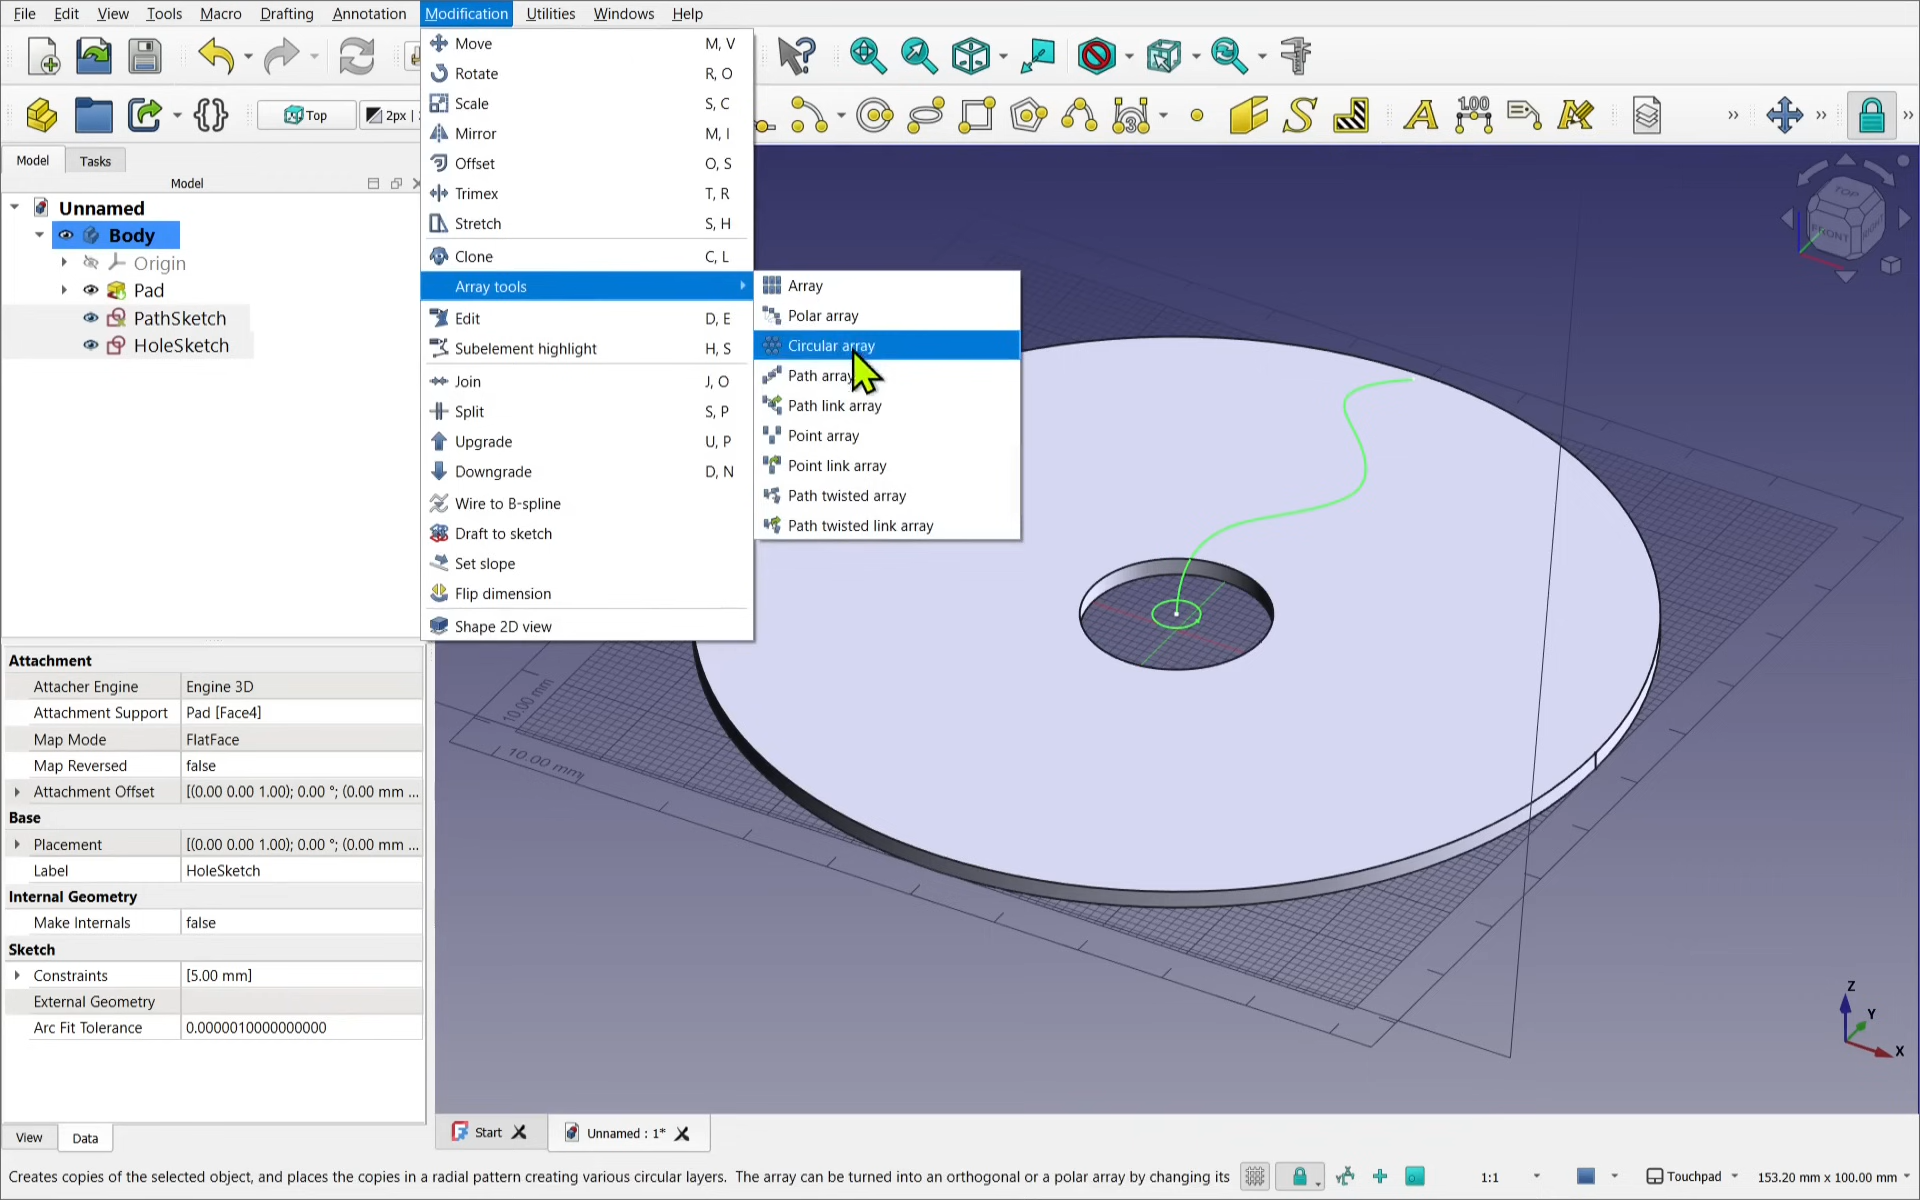 File Edit View Tools Macro Drafting Annotation Modification Utilities Windows Help
Top
2px
1.00
Model Tasks
Model
Unnamed
Body
Origin
Pad
PathSketch
HoleSketch
Move M, V
Rotate R, O
Scale S, C
Mirror M, I
Offset O, S
Trimex T, R
Stretch S, H
Clone C, L
Array tools
Edit D, E
Subelement highlight H, S
Join J, O
Split S, P
Upgrade U, P
Downgrade D, N
Wire to B-spline
Draft to sketch
Set slope
Flip dimension
Shape 2D view
Array
Polar array
Circular array
Path array
Path link array
Point array
Point link array
Path twisted array
Path twisted link array
TOP
FRONT
RIGHT
10.00 mm
10.00 mm
Z
Y
X
Attachment
Attacher Engine Engine 3D
Attachment Support Pad [Face4]
Map Mode FlatFace
Map Reversed false
Attachment Offset [(0.00 0.00 1.00); 0.00 °; (0.00 mm ...
Base
Placement [(0.00 0.00 1.00); 0.00 °; (0.00 mm ...
Label HoleSketch
Internal Geometry
Make Internals false
Sketch
Constraints [5.00 mm]
External Geometry
Arc Fit Tolerance 0.0000010000000000
View Data
Start
Unnamed : 1*
Creates copies of the selected object, and places the copies in a radial pattern creating various circular layers. The array can be turned into an orthogonal or a polar array by changing its
1:1
Touchpad
153.20 mm x 100.00 mm